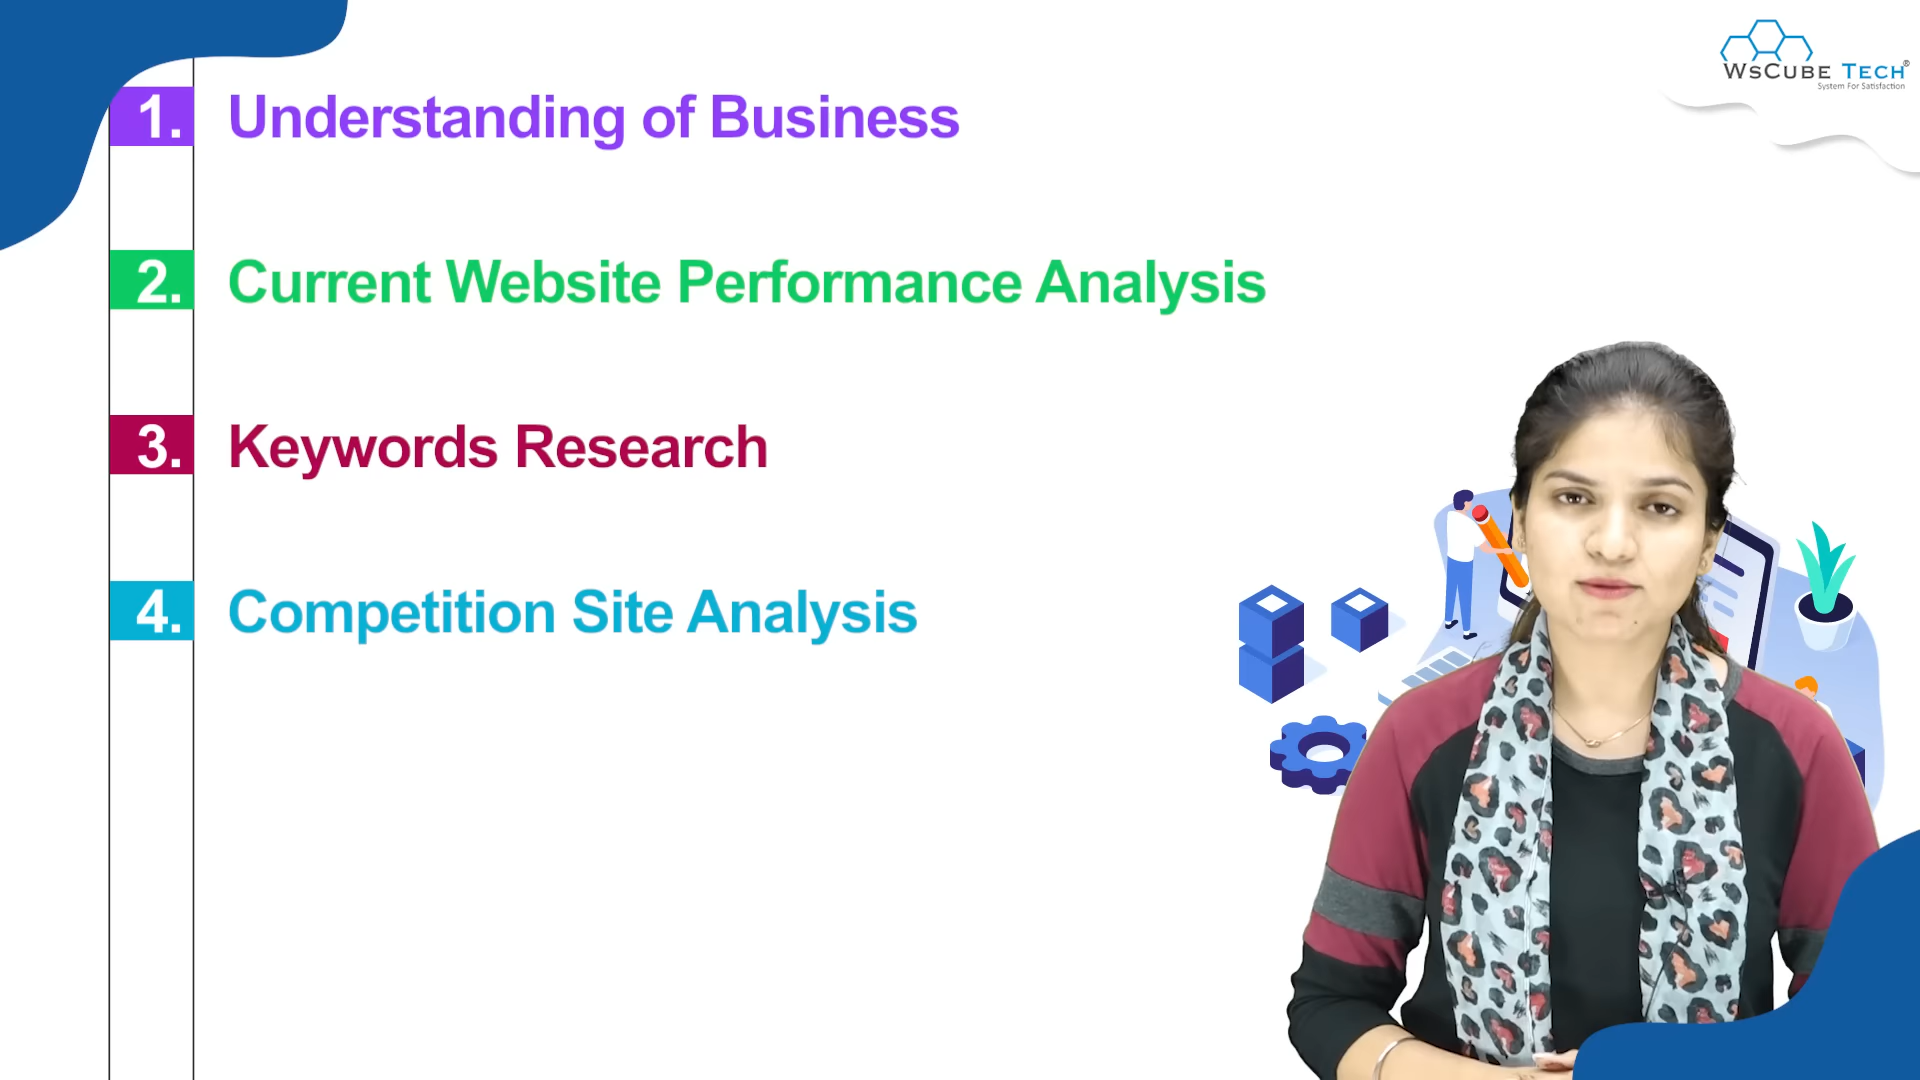 WSCUBE TECH®
System For Satisfaction
1. Understanding of Business
2. Current Website Performance Analysis
3. Keywords Research
4. Competition Site Analysis